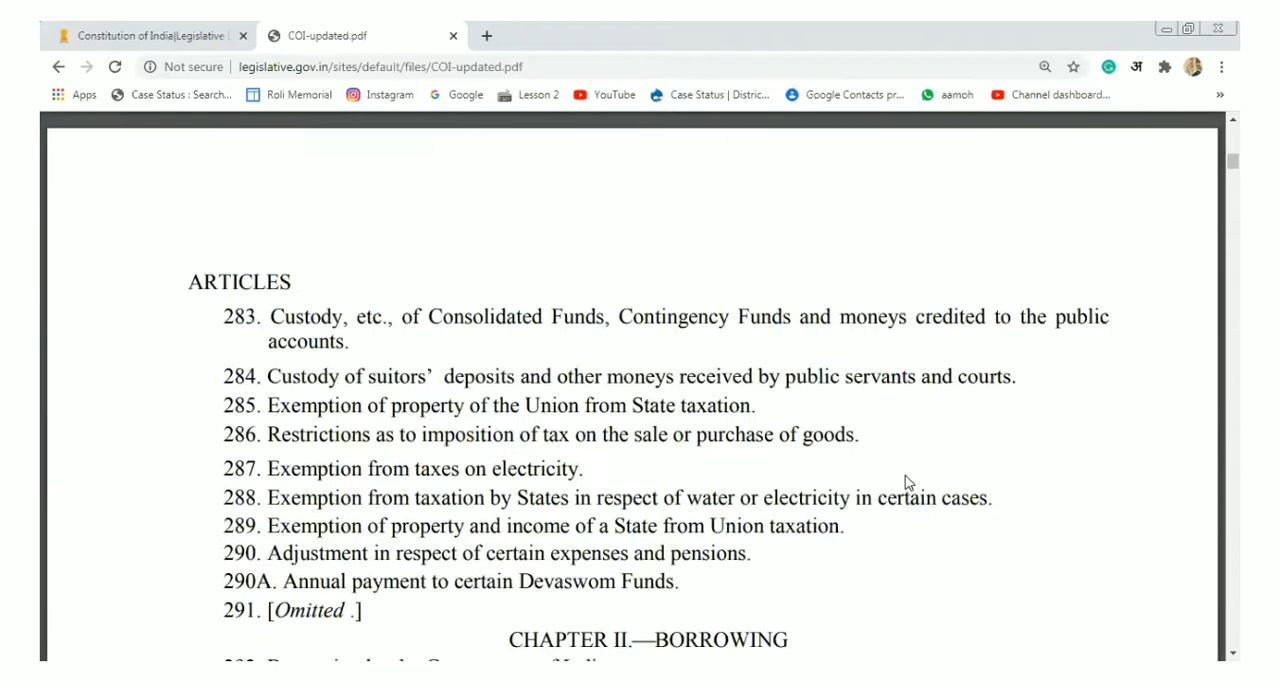 Constitution of India|Legislative
COI-updated.pdf
Not secure legislative.gov.in/sites/default/files/COI-updated.pdf
अ
Apps Case Status : Search... Roli Memorial Instagram G Google Lesson 2 YouTube Case Status | Distric... Google Contacts pr... aamoh Channel dashboard... »
ARTICLES
283. Custody, etc., of Consolidated Funds, Contingency Funds and moneys credited to the public
accounts.
284. Custody of suitors’ deposits and other moneys received by public servants and courts.
285. Exemption of property of the Union from State taxation.
286. Restrictions as to imposition of tax on the sale or purchase of goods.
287. Exemption from taxes on electricity.
288. Exemption from taxation by States in respect of water or electricity in certain cases.
289. Exemption of property and income of a State from Union taxation.
290. Adjustment in respect of certain expenses and pensions.
290A. Annual payment to certain Devaswom Funds.
291. [Omitted .]
CHAPTER II.—BORROWING